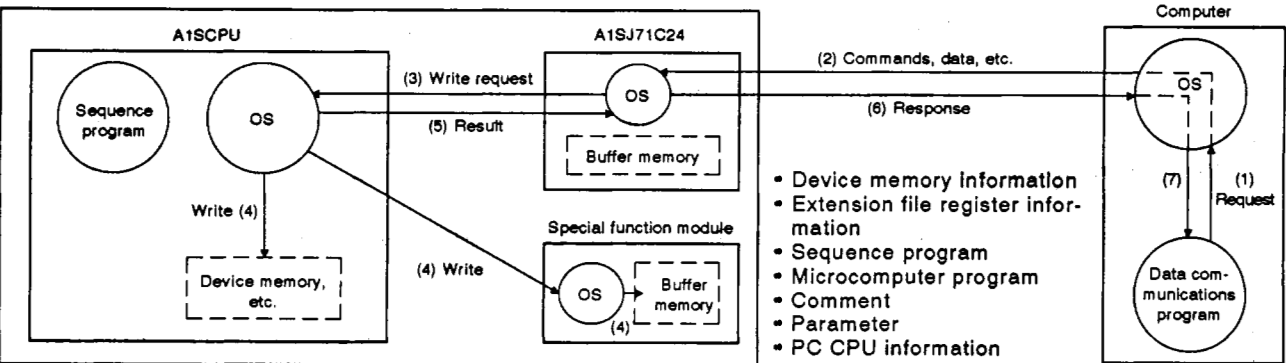 Computer
A1SCPU
A1SJ71C24
Sequence
program
OS
(3) Write request
(5) Result
OS
Buffer memory
(2) Commands, data, etc.
(6) Response
OS
(7)
(1)
Request
Data com-
munications
program
Write (4)
Device memory,
etc.
(4) Write
Special function module
OS
(4)
Buffer
memory
• Device memory information
• Extension file register infor-
mation
• Sequence program
• Microcomputer program
• Comment
• Parameter
• PC CPU information